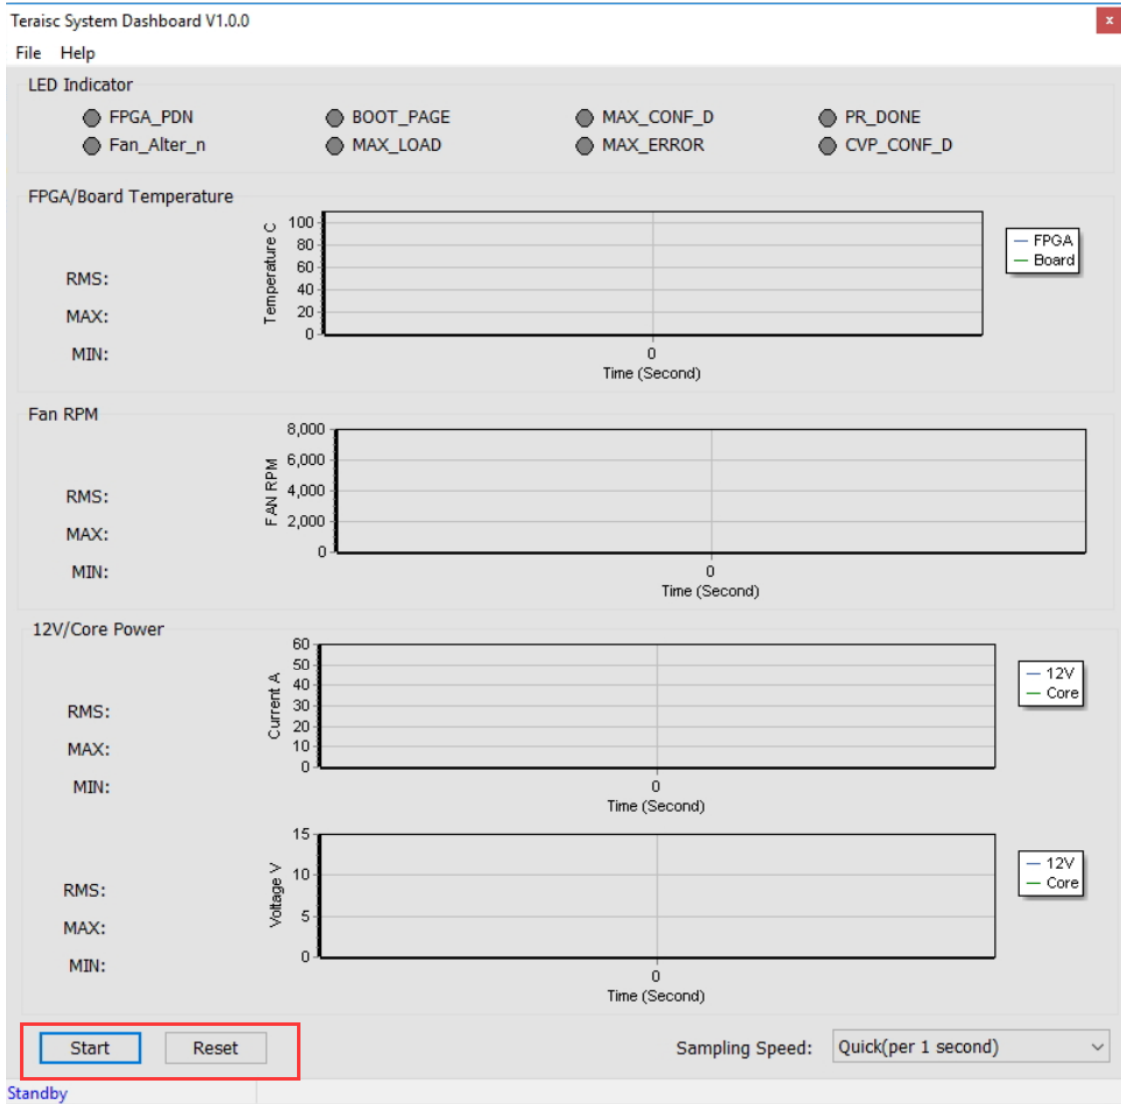 Teraisc System Dashboard V1.0.0
x
File Help
LED Indicator
FPGA_PDN BOOT_PAGE MAX_CONF_D PR_DONE
Fan_Alter_n MAX_LOAD MAX_ERROR CVP_CONF_D
FPGA/Board Temperature
RMS:
MAX:
MIN:
Temperature C
100
80
60
40
20
0
0
Time (Second)
FPGA
Board
Fan RPM
RMS:
MAX:
MIN:
FAN RPM
8,000
6,000
4,000
2,000
0
0
Time (Second)
12V/Core Power
RMS:
MAX:
MIN:
Current A
60
50
40
30
20
10
0
0
Time (Second)
12V
Core
RMS:
MAX:
MIN:
Voltage V
15
10
5
0
0
Time (Second)
12V
Core
Start Reset Sampling Speed: Quick(per 1 second)
Standby